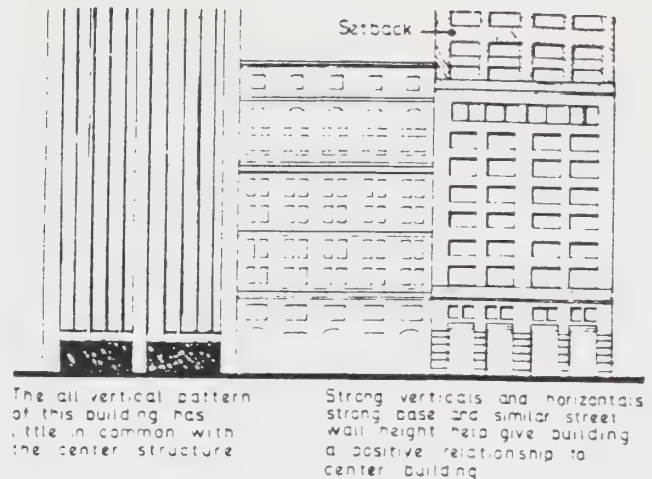 Setback
The all vertical pattern
of this building has
little in common with
the center structure
Strong verticals and horizontals
strong base and similar street
wall height help give building
a positive relationship to
center building